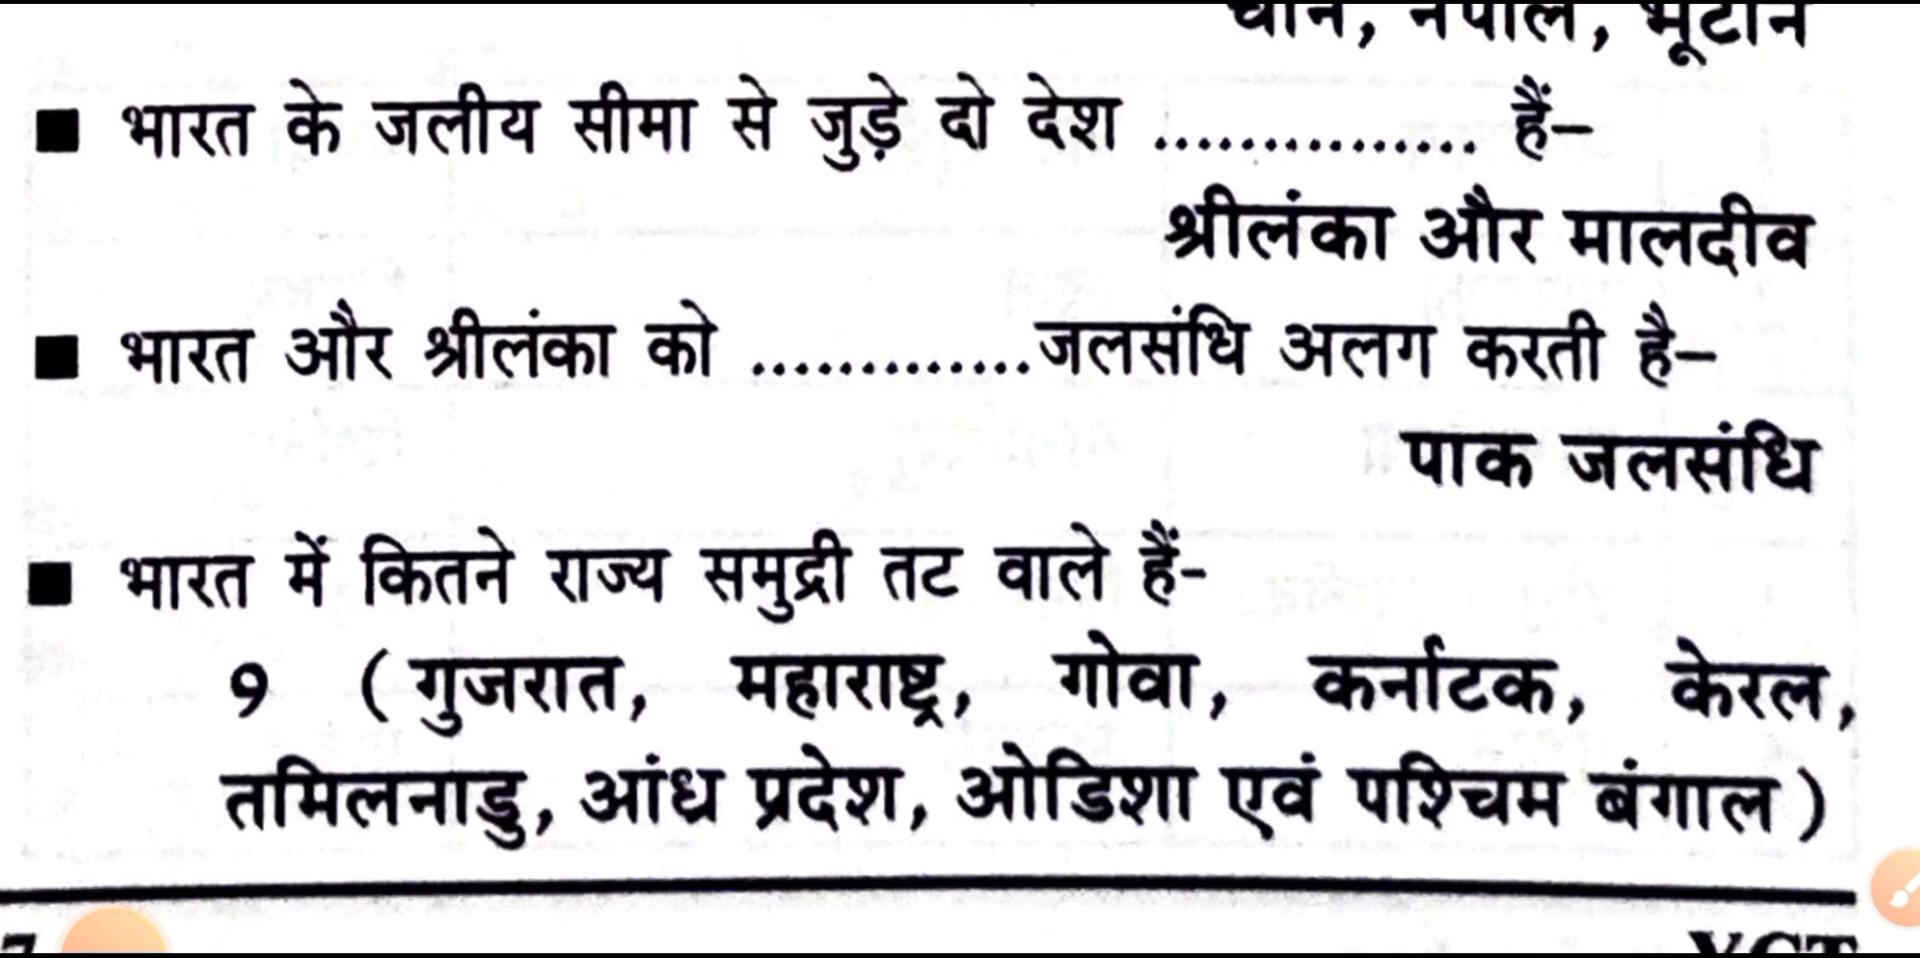 चीन, नेपाल, भूटान
■ भारत के जलीय सीमा से जुड़े दो देश ............... हैं–
श्रीलंका और मालदीव
■ भारत और श्रीलंका को .............जलसंधि अलग करती है–
पाक जलसंधि
■ भारत में कितने राज्य समुद्री तट वाले हैं-
9 (गुजरात, महाराष्ट्र, गोवा, कर्नाटक, केरल,
तमिलनाडु, आंध्र प्रदेश, ओडिशा एवं पश्चिम बंगाल)
YCT